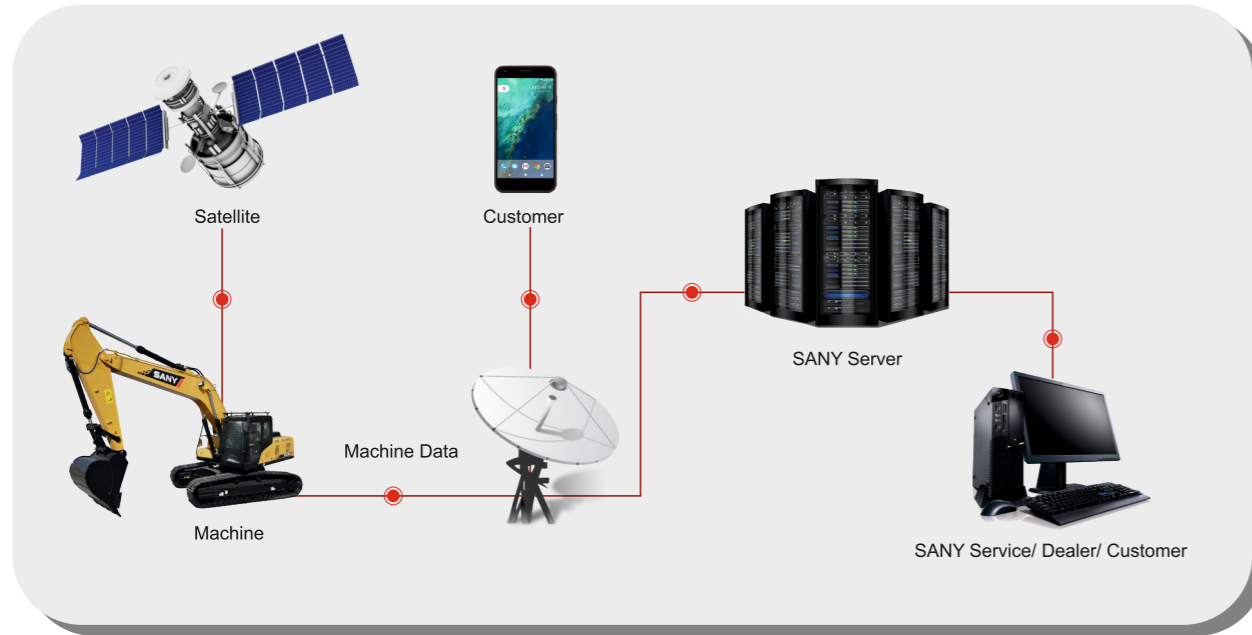 Satellite
Customer
SANY
SANY Server
Machine Data
Machine
SANY Service/ Dealer/ Customer